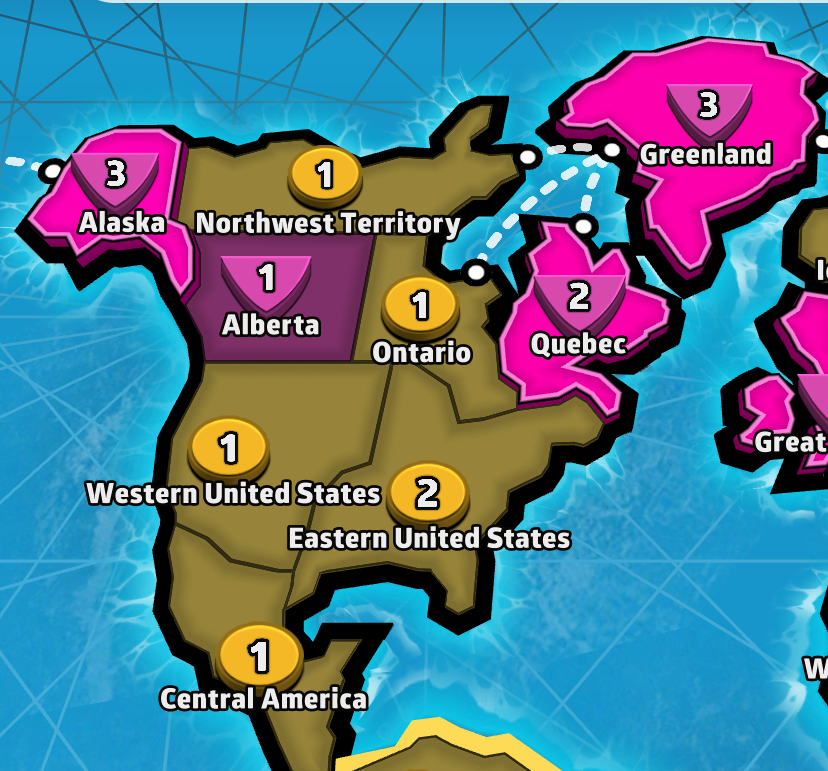 3
Greenland
3
Alaska
1
Northwest Territory
1
Alberta
1
Ontario
2
Quebec
1
Western United States
2
Eastern United States
Great
1
Central America